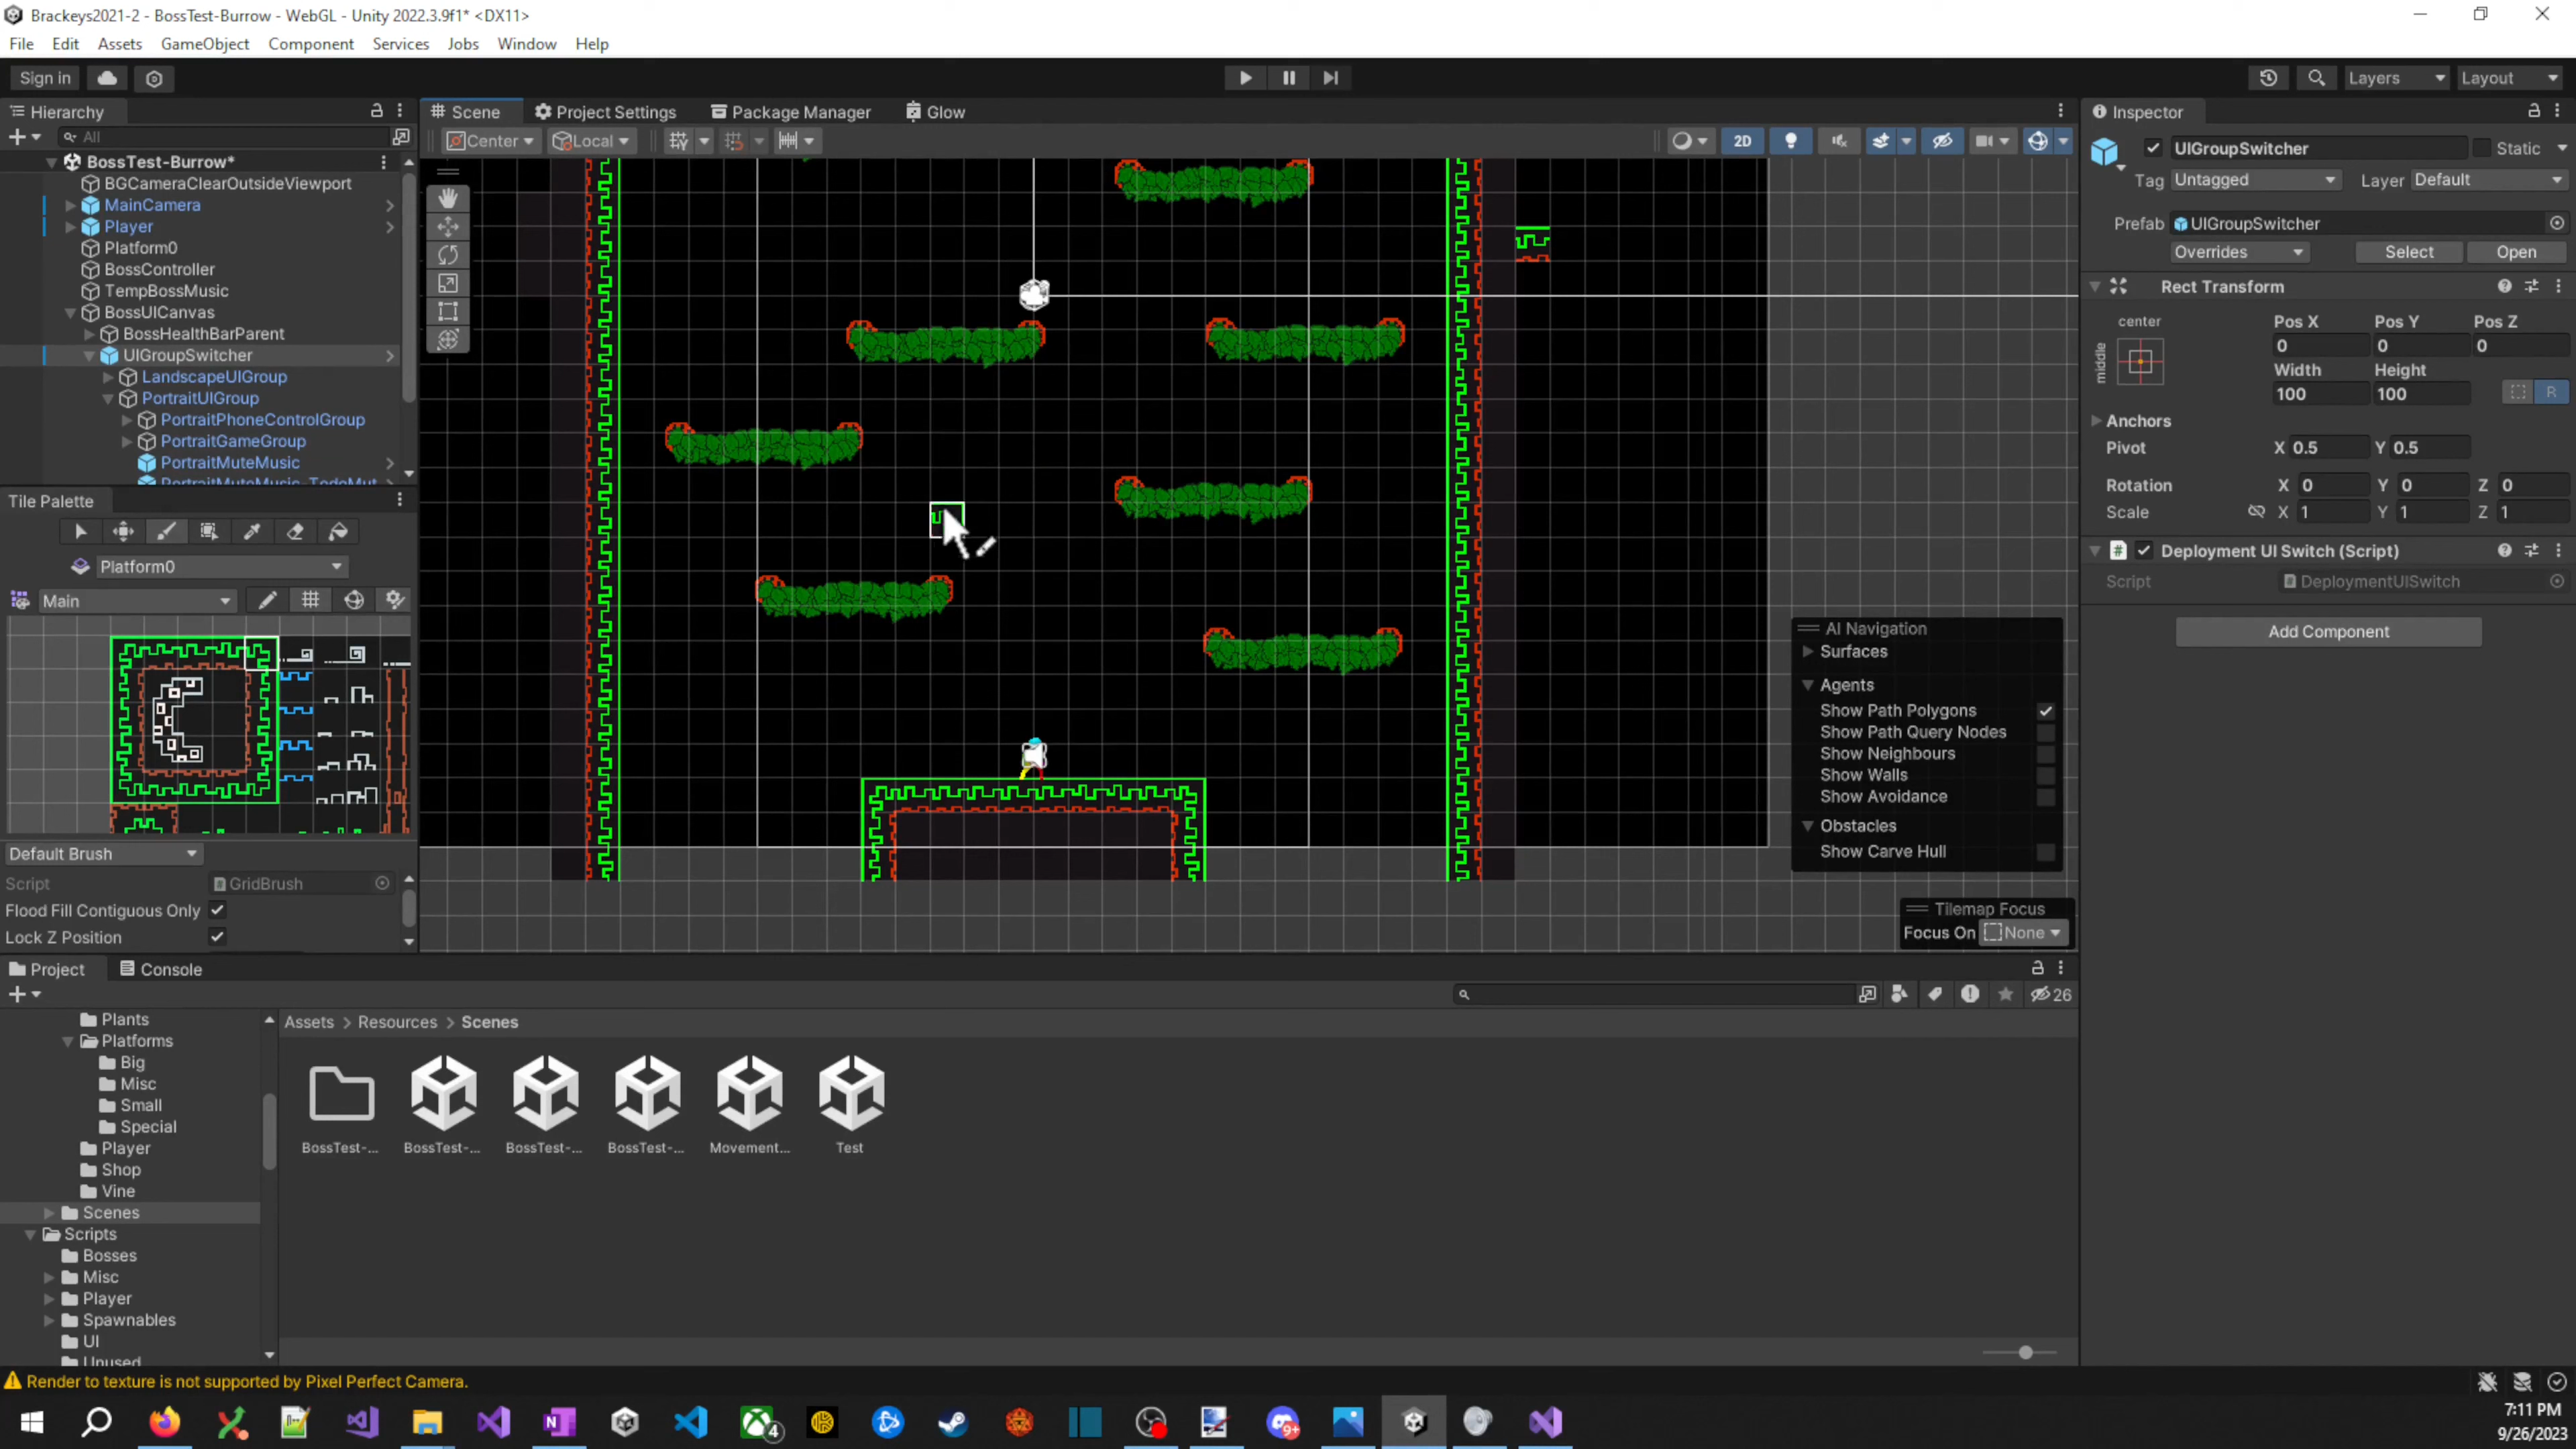 Brackeys2021-2 - BossTest-Burrow - WebGL - Unity 2022.3.9f1* <DX11>
File Edit Assets GameObject Component Services Jobs Window Help
Sign in
Layers
Layout
Hierarchy
All
BossTest-Burrow*
BGCameraClearOutsideViewport
MainCamera
Player
Platform0
BossController
TempBossMusic
BossUICanvas
BossHealthBarParent
UIGroupSwitcher
LandscapeUIGroup
PortraitUIGroup
PortraitPhoneControlGroup
PortraitGameGroup
PortraitMuteMusic
Scene Project Settings Package Manager Glow
Center Local
2D
Tile Palette
Platform0
Main
Default Brush
Script GridBrush
Flood Fill Contiguous Only
Lock Z Position
AI Navigation
Surfaces
Agents
Show Path Polygons
Show Path Query Nodes
Show Neighbours
Show Walls
Show Avoidance
Obstacles
Show Carve Hull
Tilemap Focus
Focus On None
Inspector
UIGroupSwitcher
Static
Tag Untagged Layer Default
Prefab UIGroupSwitcher
Overrides Select Open
Rect Transform
center
middle
Pos X Pos Y Pos Z
0 0 0
Width Height
100 100
R
Anchors
Pivot X 0.5 Y 0.5
Rotation X 0 Y 0 Z 0
Scale X 1 Y 1 Z 1
Deployment UI Switch (Script)
Script DeploymentUISwitch
Add Component
Project Console
26
Plants
Platforms
Big
Misc
Small
Special
Player
Shop
Vine
Scenes
Scripts
Bosses
Misc
Player
Spawnables
UI
Unused
Assets > Resources > Scenes
BossTest-... BossTest-... BossTest-... BossTest-... Movement... Test
Render to texture is not supported by Pixel Perfect Camera.
4
9+
7:11 PM
9/26/2023